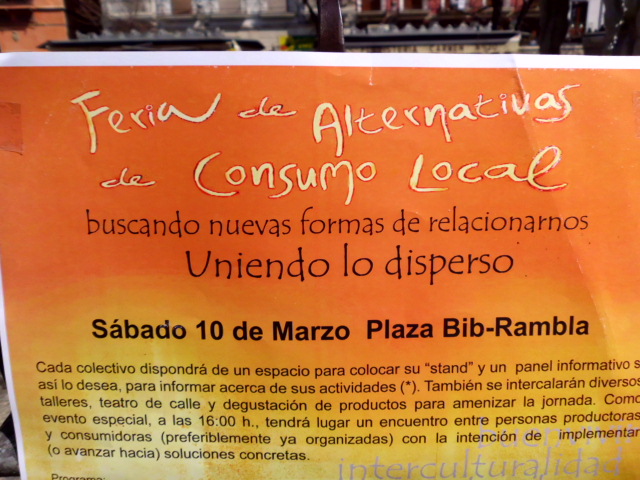 Feria de Alternativas
de Consumo Local
buscando nuevas formas de relacionarnos
Uniendo lo disperso
Sábado 10 de Marzo Plaza Bib-Rambla
Cada colectivo dispondrá de un espacio para colocar su "stand" y un panel informativo s
así lo desea, para informar acerca de sus actividades (*). También se intercalarán diversos
talleres, teatro de calle y degustación de productos para amenizar la jornada. Como
evento especial, a las 16:00 h., tendrá lugar un encuentro entre personas productoras
y consumidoras (preferiblemente ya organizadas) con la intención de implementar
(o avanzar hacia) soluciones concretas.
interculturalidad
Programa: